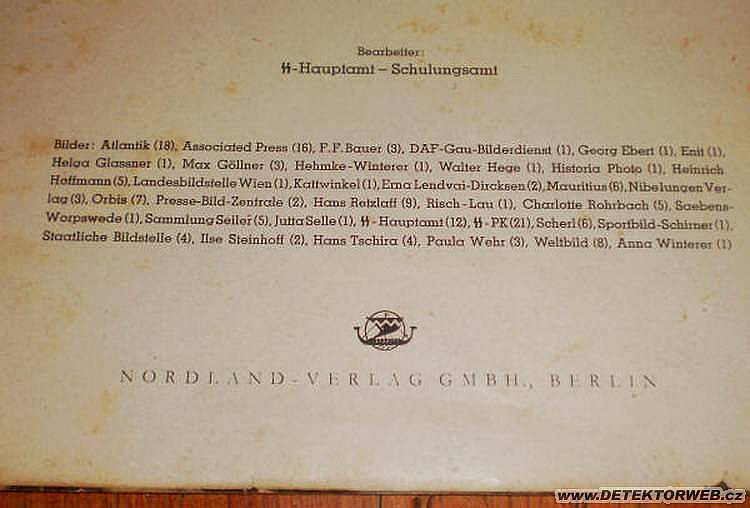 Bearbeiter:
ᛋᛋ-Hauptamt – Schulungsamt
Bilder: Atlantik (18), Associated Press (16), F. F. Bauer (3), DAF-Gau-Bilderdienst (1), Georg Ebert (1), Enit (1),
Helga Glassner (1), Max Göllner (3), Hehmke-Winterer (1), Walter Hege (1), Historia Photo (1), Heinrich
Hoffmann (5), Landesbildstelle Wien (1), Kattwinkel (1), Erna Lendvai-Dircksen (2), Mauritius (6), Nibelungen Ver-
lag (3), Orbis (7), Presse-Bild-Zentrale (2), Hans Retzlaff (9), Risch-Lau (1), Charlotte Rohrbach (5), Saebens-
Worpswede (1), Sammlung Seiler (5), Jutta Selle (1), ᛋᛋ-Hauptamt (12), ᛋᛋ-PK (21), Scherl (6), Sportbild-Schirner (1),
Staatliche Bildstelle (4), Ilse Steinhoff (2), Hans Tschira (4), Paula Wehr (3), Weltbild (8), Anna Winterer (1)
NORDLAND-VERLAG GMBH., BERLIN
www.DETEKTORWEB.cz